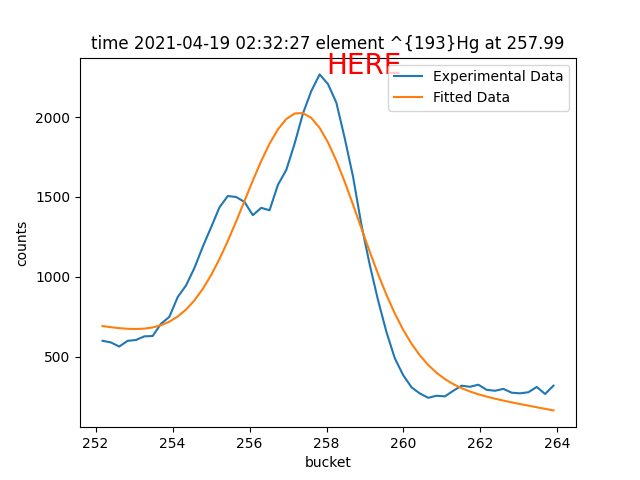 time 2021-04-19 02:32:27 element ^{193}Hg at 257.99
HERE
Experimental Data
Fitted Data
2000
1500
1000
500
counts
252 254 256 258 260 262 264
bucket